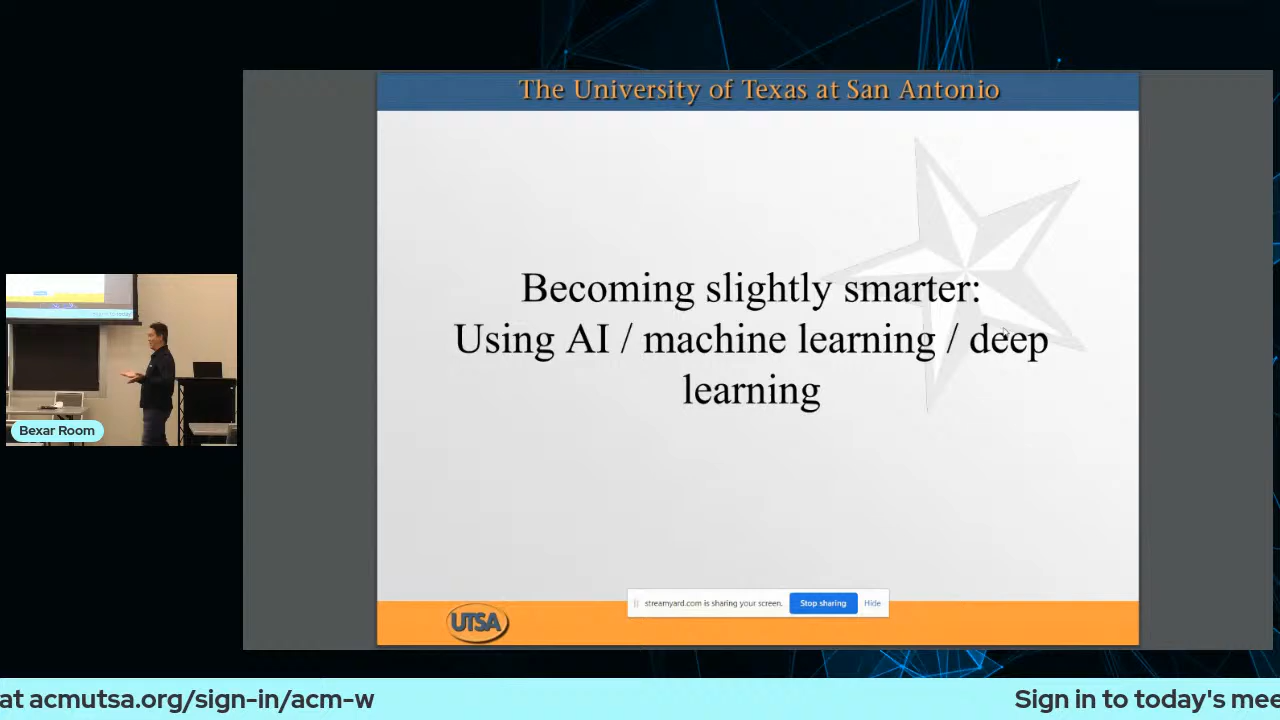 The University of Texas at San Antonio
Becoming slightly smarter:
Using AI / machine learning / deep
learning
Bexar Room
streamyard.com is sharing your screen.
Stop sharing
Hide
UTSA
at acmutsa.org/sign-in/acm-w
Sign in to today's mee